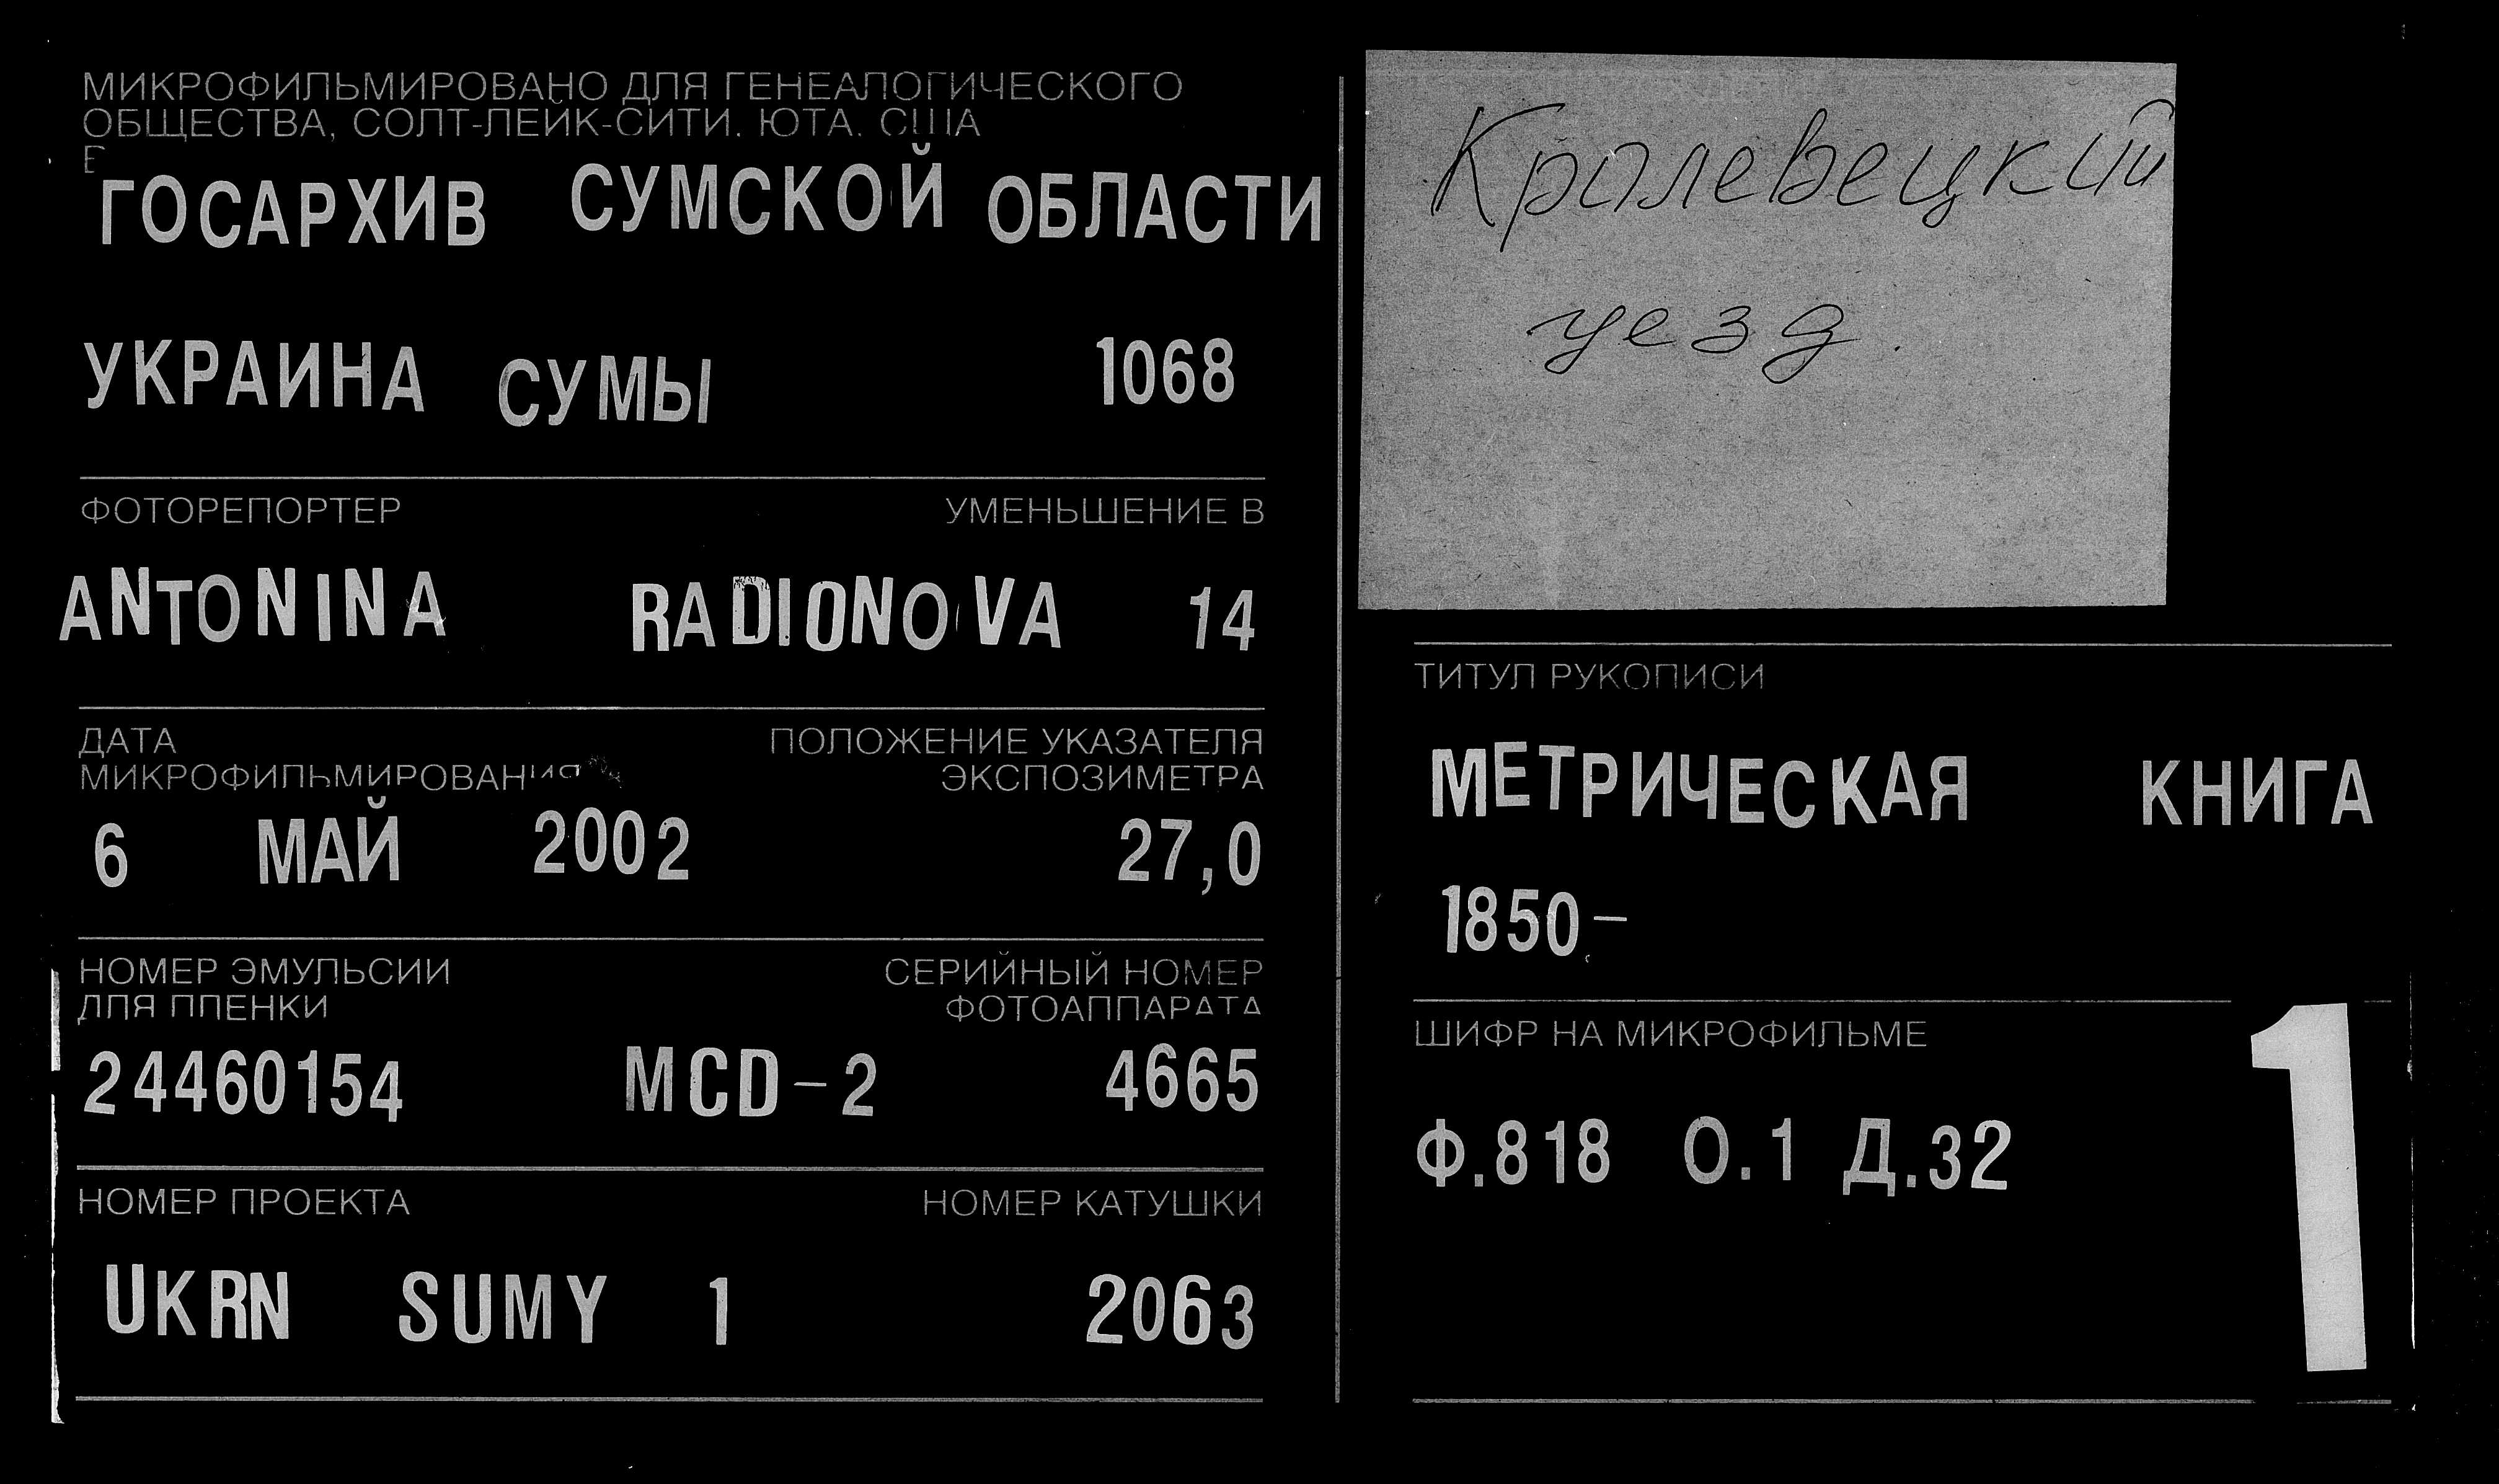 МИКРОФИЛЬМИРОВАНО ДЛЯ ГЕНЕАЛОГИЧЕСКОГО
ОБЩЕСТВА, СОЛТ-ЛЕЙК-СИТИ. ЮТА. США
В
ГОСАРХИВ СУМСКОЙ ОБЛАСТИ
УКРАИНА СУМЫ 1068
ФОТОРЕПОРТЕР УМЕНЬШЕНИЕ В
ANTONINA RADIONOVA 14
ДАТА ПОЛОЖЕНИЕ УКАЗАТЕЛЯ
МИКРОФИЛЬМИРОВАНИЯ ЭКСПОЗИМЕТРА
6 МАЙ 2002 27,0
НОМЕР ЭМУЛЬСИИ СЕРИЙНЫЙ НОМЕР
ДЛЯ ПЛЕНКИ ФОТОАППАРАТА
24460154 MCD-2 4665
НОМЕР ПРОЕКТА НОМЕР КАТУШКИ
UKRN SUMY 1 2063
Кролевецкий
уезд.
ТИТУЛ РУКОПИСИ
МЕТРИЧЕСКАЯ КНИГА
1850-
ШИФР НА МИКРОФИЛЬМЕ
Ф.818 О.1 Д.32
1